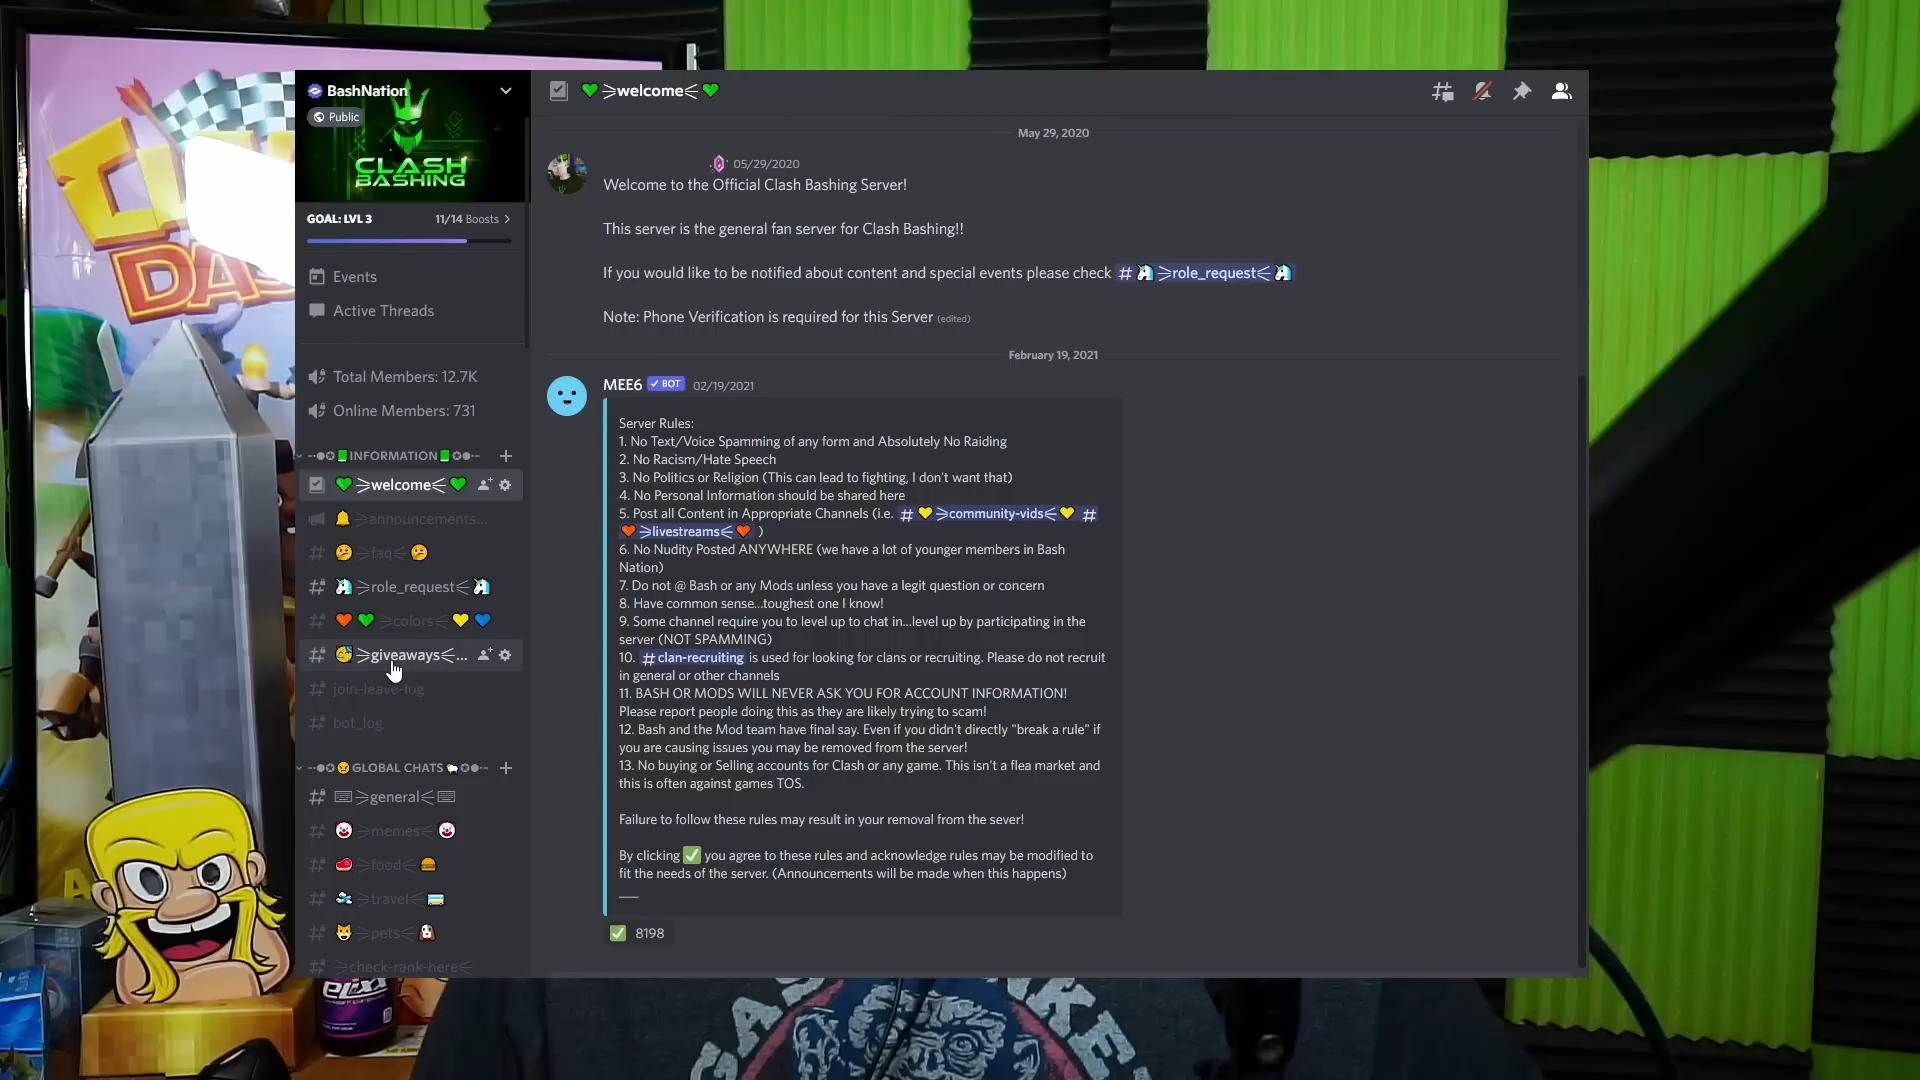 BashNation
Public
CLASH
BASHING
GOAL: LVL 3
11/14 Boosts
Events
Active Threads
Total Members: 12.7K
Online Members: 731
INFORMATION
welcome
announcements...
faq
role_request
colors
giveaways...
join-leave-log
bot_log
GLOBAL CHATS
general
memes
food
travel
pets
check-rank-here
welcome
May 29, 2020
05/29/2020
Welcome to the Official Clash Bashing Server!
This server is the general fan server for Clash Bashing!!
If you would like to be notified about content and special events please check # role_request
Note: Phone Verification is required for this Server (edited)
February 19, 2021
MEE6 BOT 02/19/2021
Server Rules:
1. No Text/Voice Spamming of any form and Absolutely No Raiding
2. No Racism/Hate Speech
3. No Politics or Religion (This can lead to fighting, I don't want that)
4. No Personal Information should be shared here
5. Post all Content in Appropriate Channels (i.e. # community-vids #
livestreams )
6. No Nudity Posted ANYWHERE (we have a lot of younger members in Bash
Nation)
7. Do not @ Bash or any Mods unless you have a legit question or concern
8. Have common sense...toughest one I know!
9. Some channel require you to level up to chat in...level up by participating in the
server (NOT SPAMMING)
10. # clan-recruiting is used for looking for clans or recruiting. Please do not recruit
in general or other channels
11. BASH OR MODS WILL NEVER ASK YOU FOR ACCOUNT INFORMATION!
Please report people doing this as they are likely trying to scam!
12. Bash and the Mod team have final say. Even if you didn't directly "break a rule" if
you are causing issues you may be removed from the server!
13. No buying or Selling accounts for Clash or any game. This isn't a flea market and
this is often against games TOS.
Failure to follow these rules may result in your removal from the sever!
By clicking ✅ you agree to these rules and acknowledge rules may be modified to
fit the needs of the server. (Announcements will be made when this happens)
8198